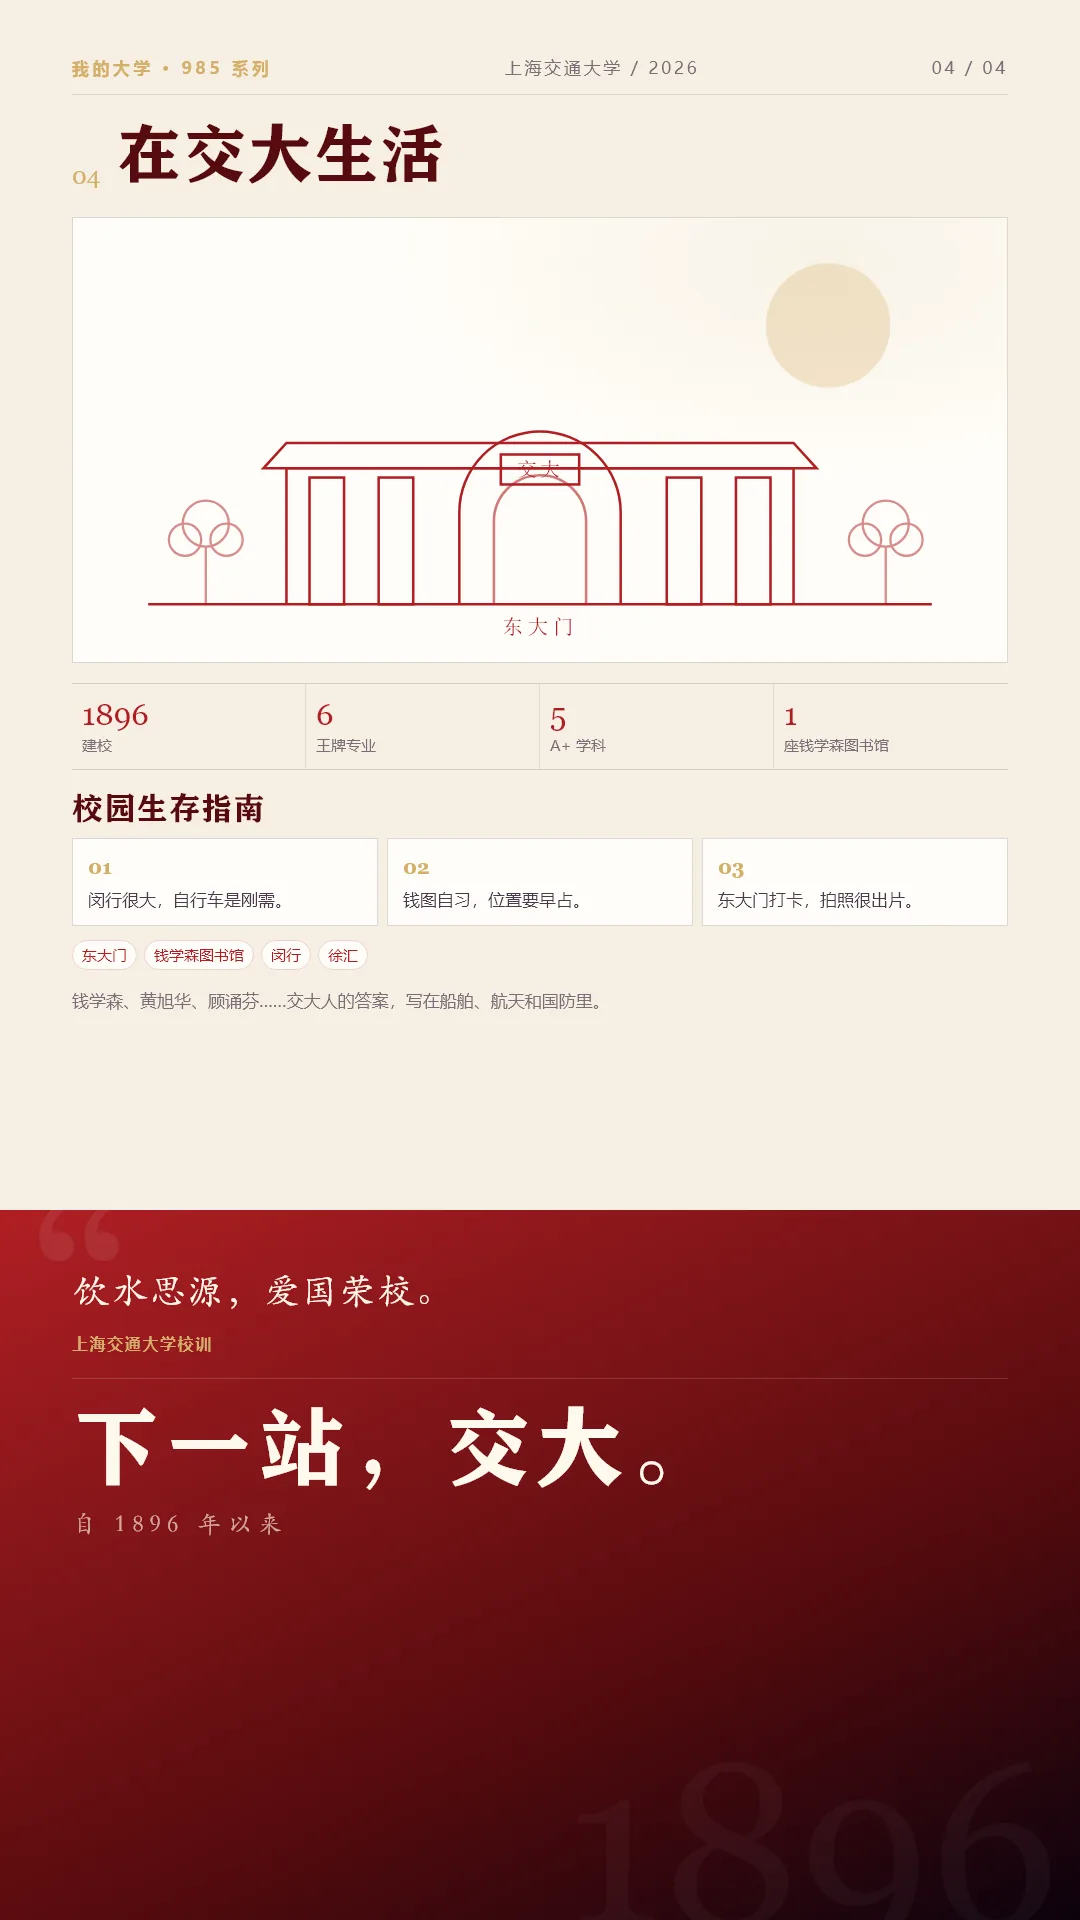 我的大学 · 985 系列
上海交通大学 / 2026
04 / 04
04 在交大生活
交大
东大门
1896
建校
6
王牌专业
5
A+ 学科
1
座钱学森图书馆
校园生存指南
01
闵行很大，自行车是刚需。
02
钱图自习，位置要早占。
03
东大门打卡，拍照很出片。
东大门
钱学森图书馆
闵行
徐汇
钱学森、黄旭华、顾诵芬……交大人的答案，写在船舶、航天和国防里。
“
饮水思源，爱国荣校。
上海交通大学校训
下一站，交大。
自 1896 年以来
1896